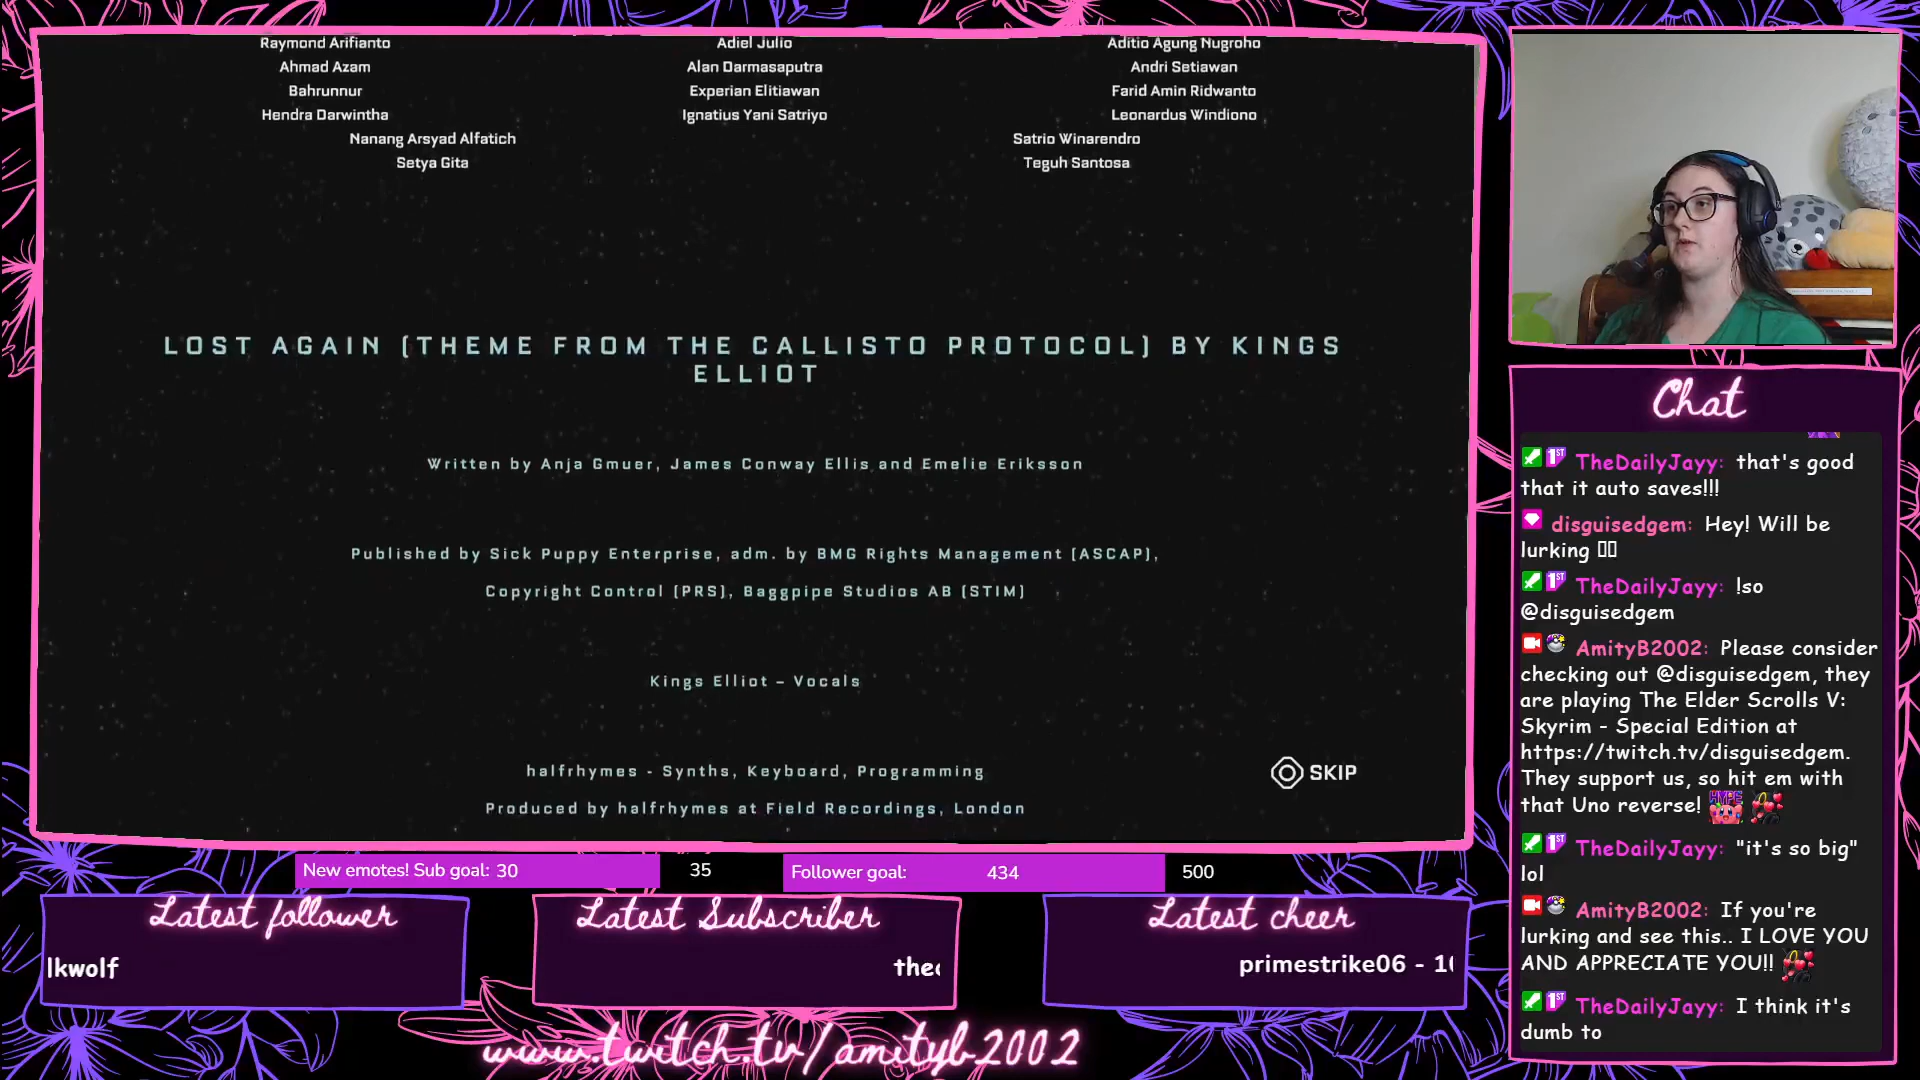 Raymond Arifianto
Adiel Julio
Aditio Agung Nugroho
Ahmad Azam
Alan Darmasaputra
Andri Setiawan
Bahrunnur
Experian Elitiawan
Farid Amin Ridwanto
Hendra Darwintha
Ignatius Yani Satriyo
Leonardus Windiono
Nanang Arsyad Alfatich
Satrio Winarendro
Setya Gita
Teguh Santosa
LOST AGAIN (THEME FROM THE CALLISTO PROTOCOL) BY KINGS
ELLIOT
Written by Anja Gmuer, James Conway Ellis and Emelie Eriksson
Published by Sick Puppy Enterprise, adm. by BMG Rights Management (ASCAP),
Copyright Control (PRS), Baggpipe Studios AB (STIM)
Kings Elliot – Vocals
halfrhymes - Synths, Keyboard, Programming
Produced by halfrhymes at Field Recordings, London
SKIP
Chat
TheDailyJayy: that's good
that it auto saves!!!
disguisedgem: Hey! Will be
lurking
TheDailyJayy: !so
@disguisedgem
AmityB2002: Please consider
checking out @disguisedgem, they
are playing The Elder Scrolls V:
Skyrim - Special Edition at
https://twitch.tv/disguisedgem.
They support us, so hit em with
that Uno reverse! HYPE
TheDailyJayy: "it's so big"
lol
AmityB2002: If you're
lurking and see this.. I LOVE YOU
AND APPRECIATE YOU!!
TheDailyJayy: I think it's
dumb to
New emotes! Sub goal: 30 35
Follower goal: 434 500
Latest follower
lkwolf
Latest Subscriber
Latest cheer
primestrike06 -
www.twitch.tv/amityb2002